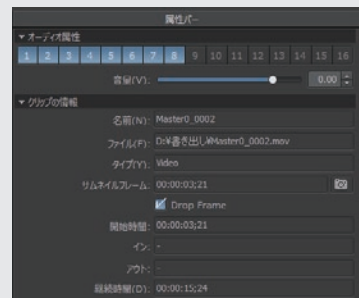 属性バー
▼オーディオ属性
1 2 3 4 5 6 7 8 9 10 11 12 13 14 15 16
音量(V): 0.00
▼クリップの情報
名前(N): Master0_0002
ファイル(F): D:¥書き出し¥Master0_0002.mov
タイプ(Y): Video
サムネイルフレーム: 00:00:03;21
Drop Frame
開始時間: 00:00:03;21
イン: -
アウト: -
継続時間(D): 00:00:15;24